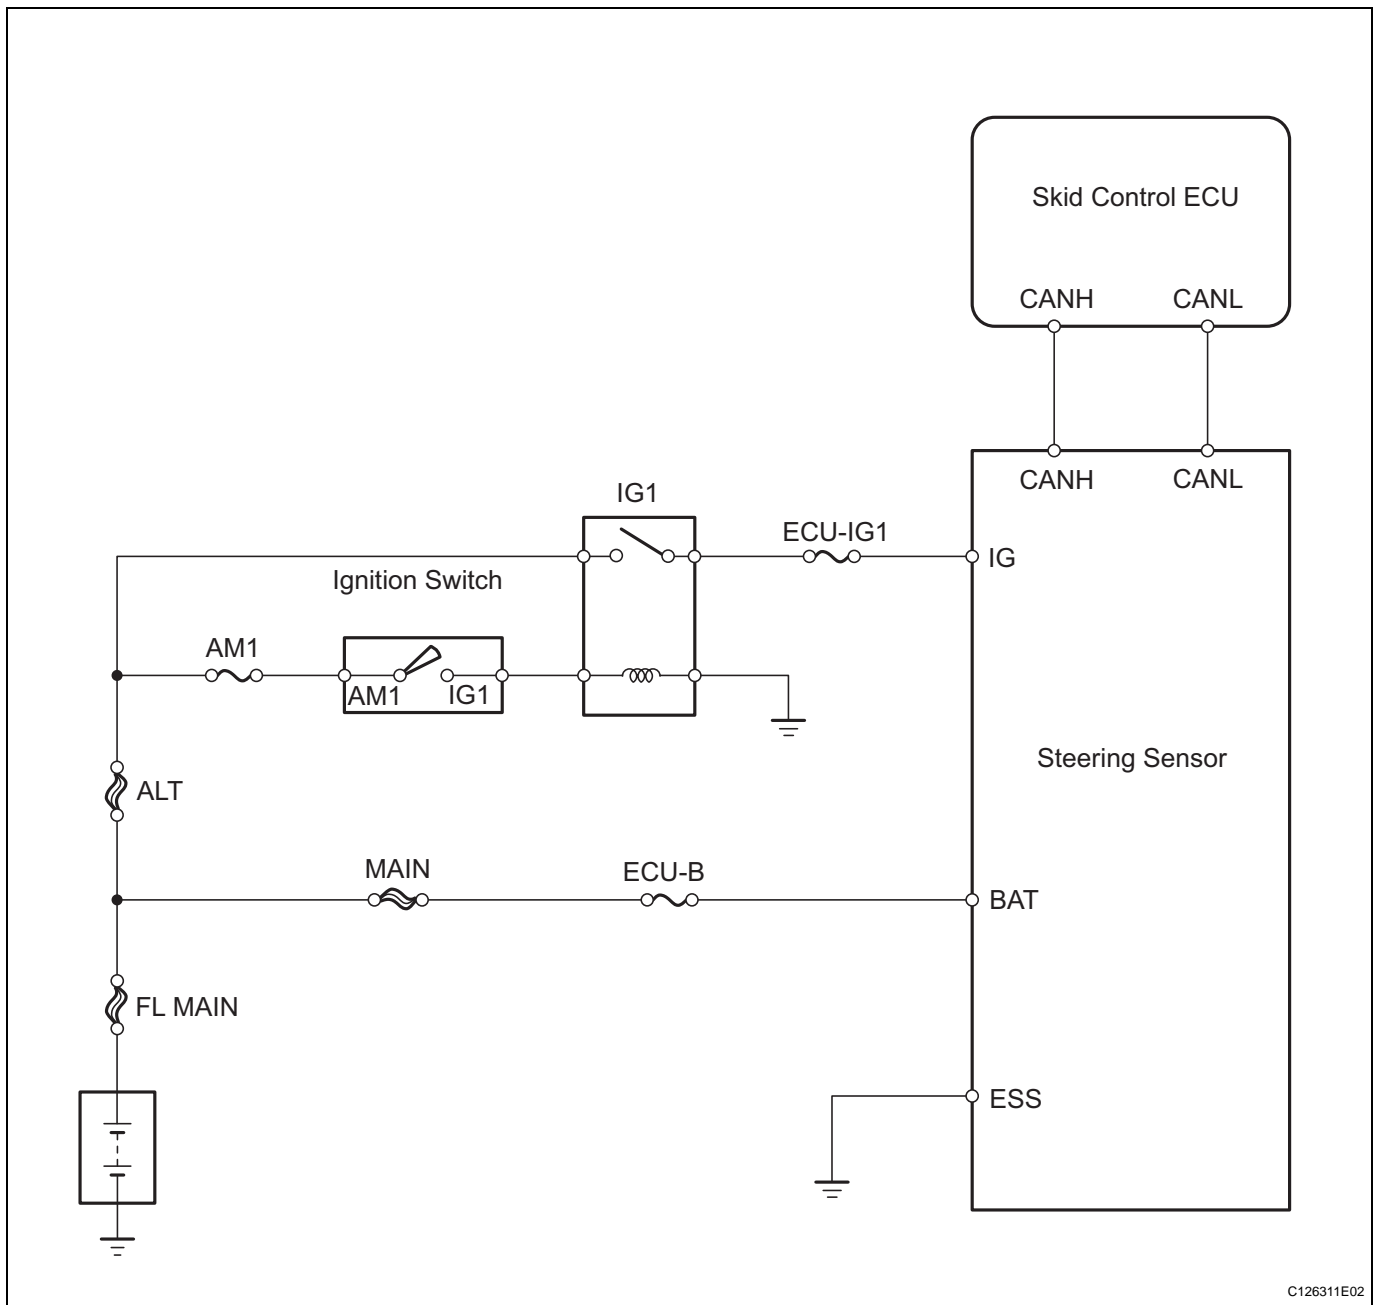 Skid Control ECU
CANH CANL
CANH CANL
IG1
ECU-IG1
IG
Ignition Switch
AM1
AM1 IG1
Steering Sensor
ALT
MAIN
ECU-B
BAT
FL MAIN
ESS
C126311E02